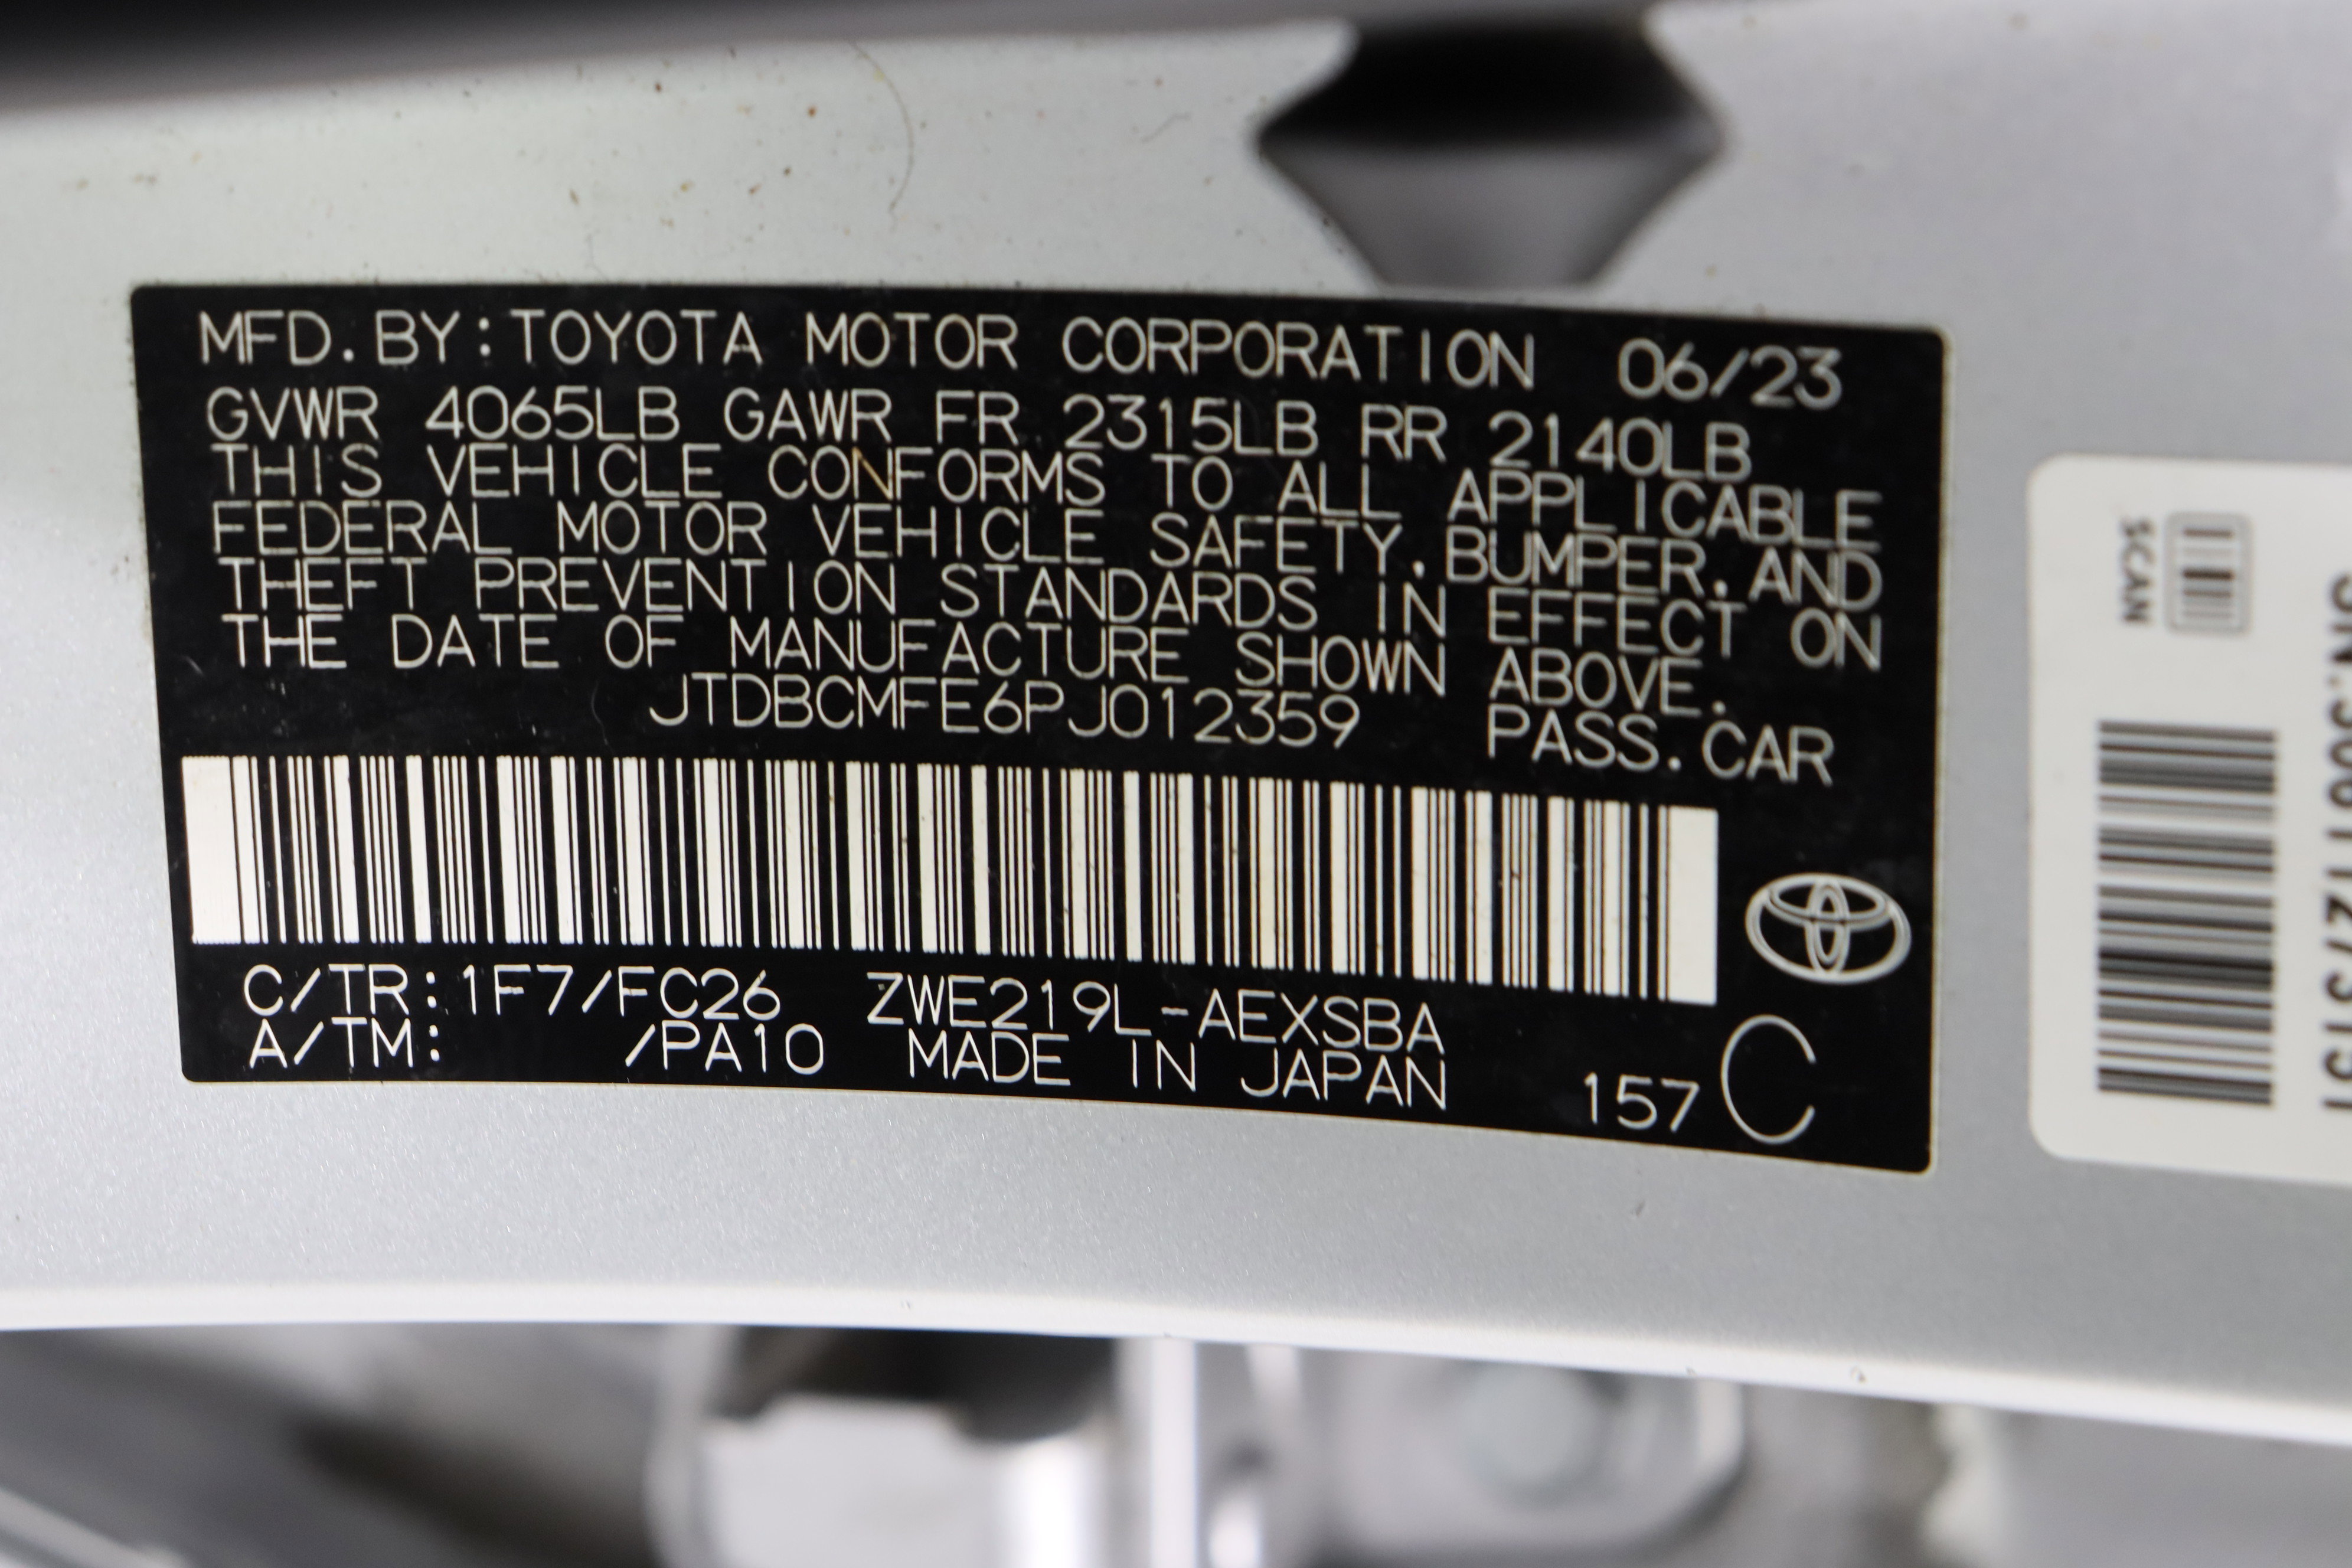 MFD.BY:TOYOTA MOTOR CORPORATION 06/23
GVWR 4065LB GAWR FR 2315LB RR 2140LB
THIS VEHICLE CONFORMS TO ALL APPLICABLE
FEDERAL MOTOR VEHICLE SAFETY,BUMPER,AND
THEFT PREVENTION STANDARDS IN EFFECT ON
THE DATE OF MANUFACTURE SHOWN ABOVE.
JTDBCMFE6PJ012359 PASS.CAR
C/TR:1F7/FC26 ZWE219L-AEXSBA
A/TM: /PA10 MADE IN JAPAN
157 C
SCAN